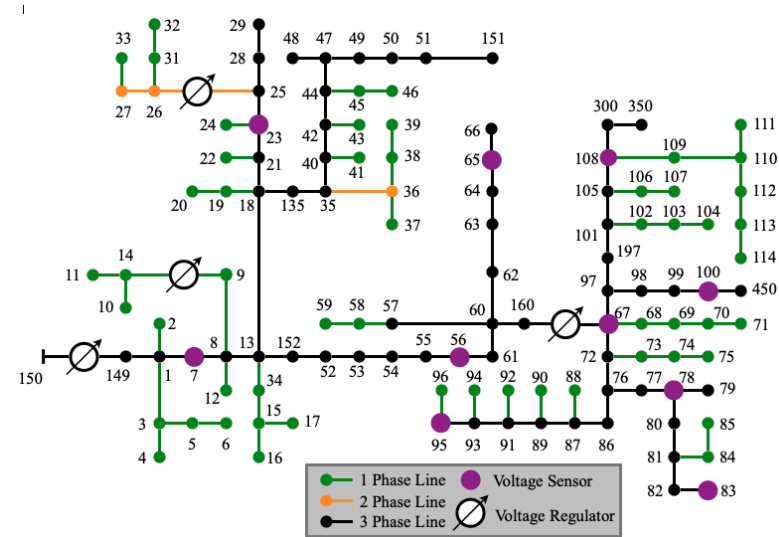 33 32 29 48 47 49 50 51 151
31 28
27 26 25 44 45 46
24 23 42 43 39 66
22 21 40 41 38 65
20 19 18 135 35 36 64
37 63
11 14 9 62
10
59 58 57 60 160
2
150 149 1 7 8 13 152 52 53 54 55 56 61
12 34
3 5 6 15 17
4 16
300 350 111
108 109 110
105 106 107 112
101 102 103 104 113
197 114
97 98 99 100 450
67 68 69 70 71
72 73 74 75
96 94 92 90 88 76 77 78 79
95 93 91 89 87 86 80 85
81 84
82 83
1 Phase Line
2 Phase Line
3 Phase Line
Voltage Sensor
Voltage Regulator